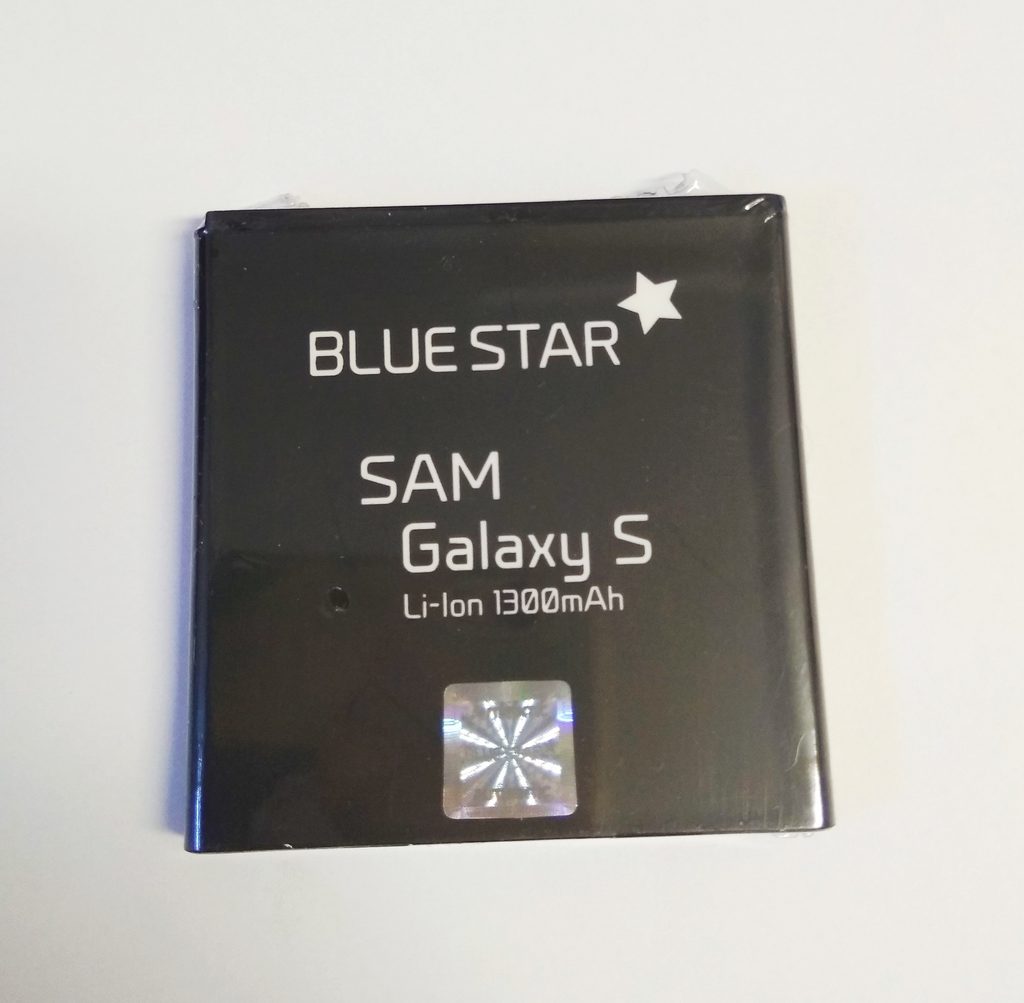 BLUE STAR
SAM
Galaxy S
Li-Ion 1300mAh